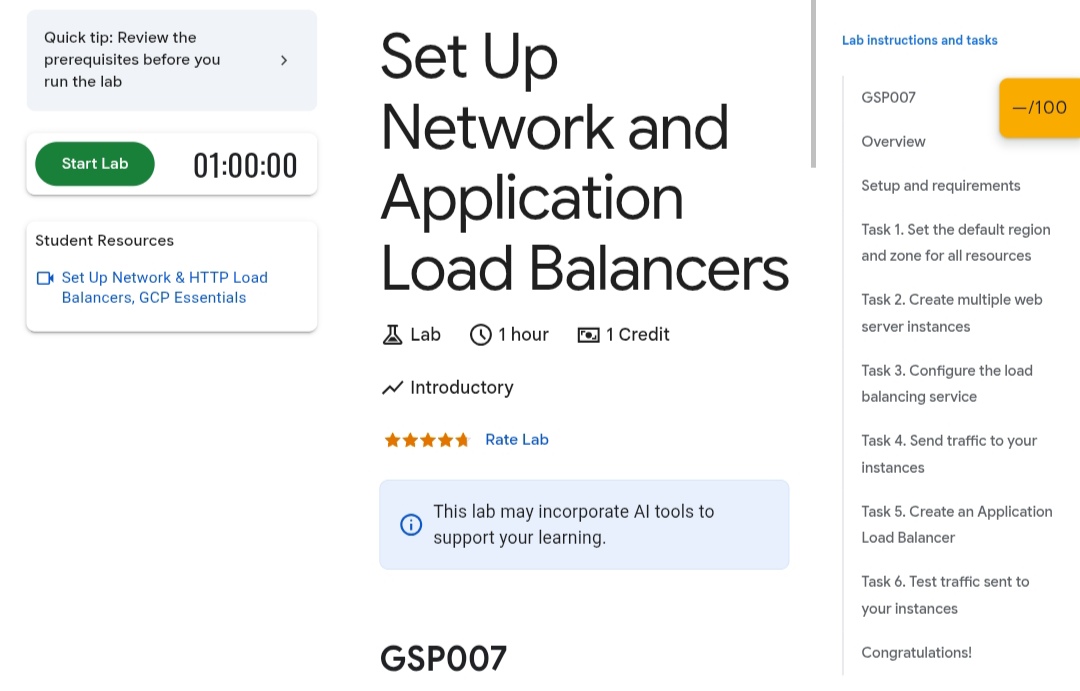 Quick tip: Review the
prerequisites before you
run the lab
Start Lab
01:00:00
Student Resources
Set Up Network & HTTP Load
Balancers, GCP Essentials
Set Up
Network and
Application
Load Balancers
Lab
1 hour
1 Credit
Introductory
Rate Lab
This lab may incorporate AI tools to
support your learning.
GSP007
Lab instructions and tasks
GSP007
—/100
Overview
Setup and requirements
Task 1. Set the default region
and zone for all resources
Task 2. Create multiple web
server instances
Task 3. Configure the load
balancing service
Task 4. Send traffic to your
instances
Task 5. Create an Application
Load Balancer
Task 6. Test traffic sent to
your instances
Congratulations!